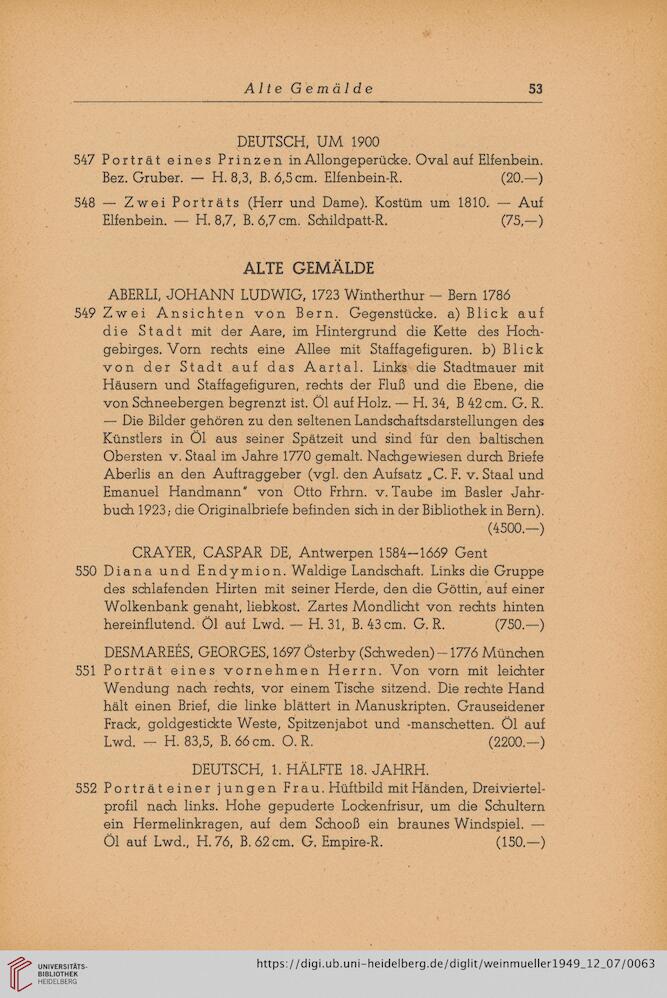 Alte Gemälde 53
DEUTSCH, UM 1900
547 Porträt eines Prinzen in Allongeperücke. Oval auf Elfenbein.
Bez. Gruber. — H. 8,3, B. 6,5 cm. Elfenbein-R. (20.—)
548 — Zwei Porträts (Herr und Dame). Kostüm um 1810. — Auf
Elfenbein. — H. 8,7, B. 6,7 cm. Schildpatt-R. (75,—)
ALTE GEMÄLDE
ABERLI, JOHANN LUDWIG, 1723 Wintherthur — Bern 1786
549 Zwei Ansichten von Bern. Gegenstücke. a) Blick auf
die Stadt mit der Aare, im Hintergrund die Kette des Hoch-
gebirges. Vorn rechts eine Allee mit Staffagefiguren. b) Blick
von der Stadt auf das Aartal. Links die Stadtmauer mit
Häusern und Staffagefiguren, rechts der Fluß und die Ebene, die
von Schneebergen begrenzt ist. Öl auf Holz. — H. 34, B 42 cm. G. R.
— Die Bilder gehören zu den seltenen Landschaftsdarstellungen des
Künstlers in Öl aus seiner Spätzeit und sind für den baltischen
Obersten v. Staal im Jahre 1770 gemalt. Nachgewiesen durch Briefe
Aberlis an den Auftraggeber (vgl. den Aufsatz „C. F. v. Staal und
Emanuel Handmann" von Otto Frhrn. v. Taube im Basler Jahr-
buch 1923; die Originalbriefe befinden sich in der Bibliothek in Bern).
(4500.—)
CRAYER, CASPAR DE, Antwerpen 1584—1669 Gent
550 Diana und Endymion. Waldige Landschaft. Links die Gruppe
des schlafenden Hirten mit seiner Herde, den die Göttin, auf einer
Wolkenbank genaht, liebkost. Zartes Mondlicht von rechts hinten
hereinflutend. Öl auf Lwd. — H. 31, B. 43 cm. G. R. (750.—)
DESMAREÉS, GEORGES, 1697 Österby (Schweden) — 1776 München
551 Porträt eines vornehmen Herrn. Von vorn mit leichter
Wendung nach rechts, vor einem Tische sitzend. Die rechte Hand
hält einen Brief, die linke blättert in Manuskripten. Grauseidener
Frack, goldgestickte Weste, Spitzenjabot und -manschetten. Öl auf
Lwd. — H. 83,5, B. 66 cm. O. R. (2200.—)
DEUTSCH, 1. HÄLFTE 18. JAHRH.
552 Porträt einer jungen Frau. Hüftbild mit Händen, Dreiviertel-
profil nach links. Hohe gepuderte Lockenfrisur, um die Schultern
ein Hermelinkragen, auf dem Schooß ein braunes Windspiel. —
Öl auf Lwd., H. 76, B. 62 cm. G. Empire-R. (150.—)
UNIVERSITÄTS-
BIBLIOTHEK
HEIDELBERG
https://digi.ub.uni-heidelberg.de/diglit/weinmueller1949_12_07/0063